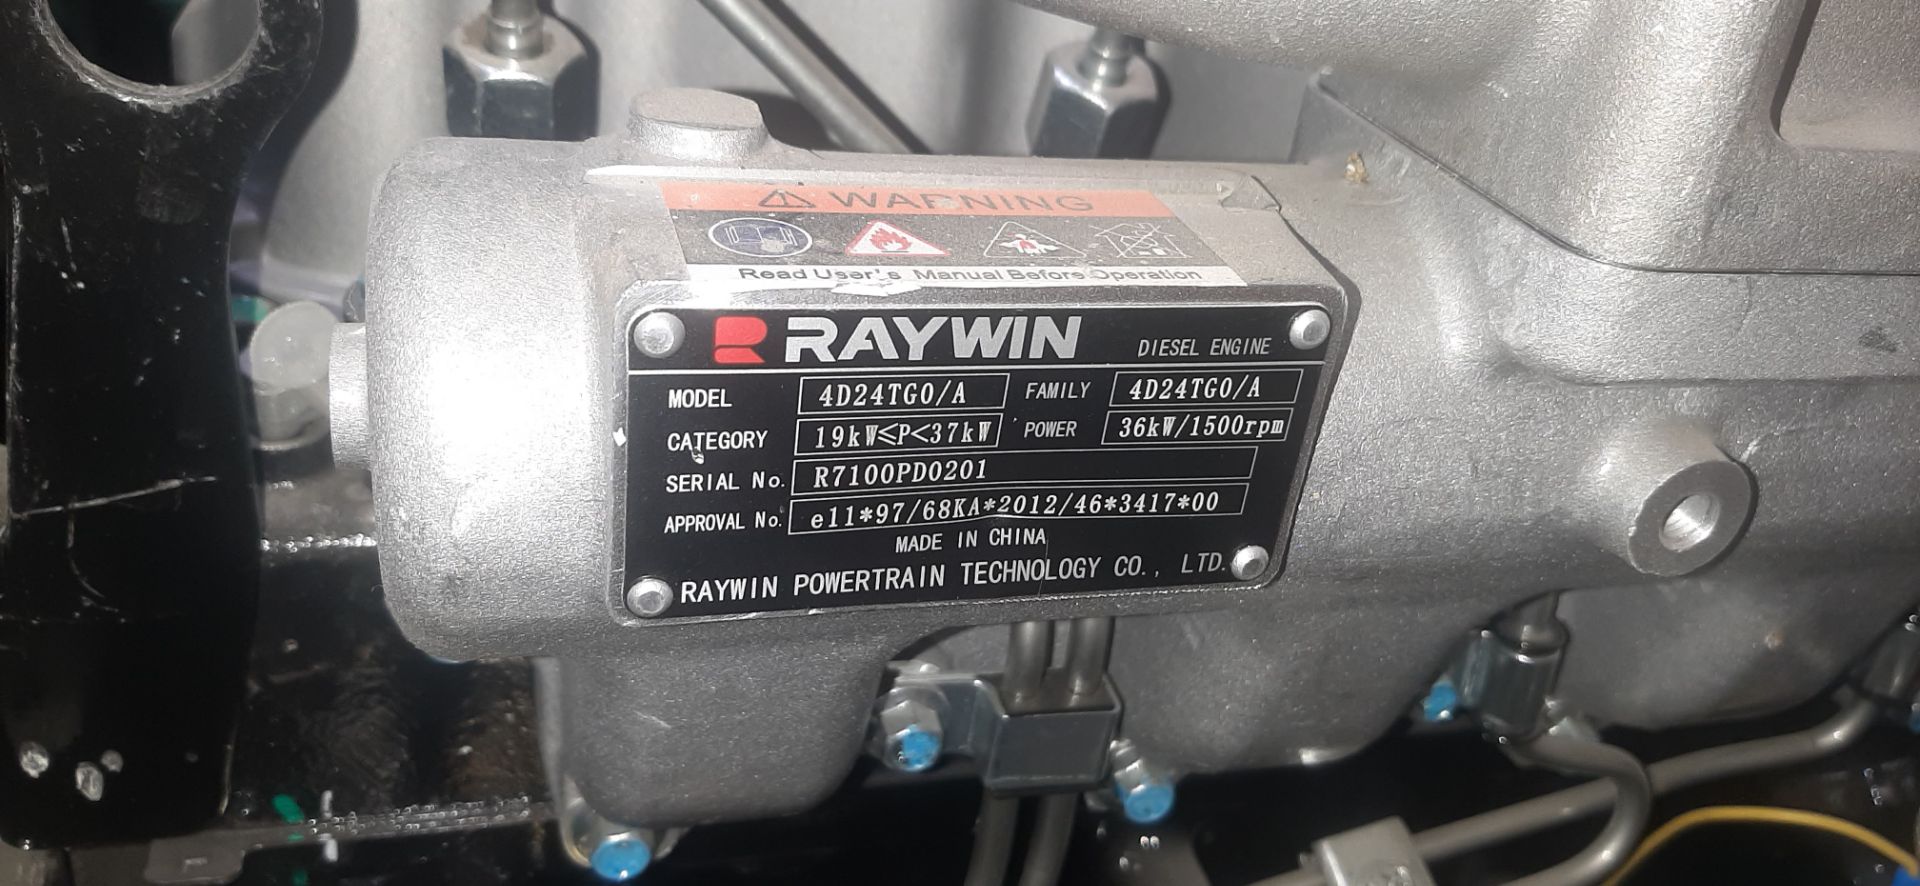 WARNING
Read User's Manual Before Operation
RAYWIN DIESEL ENGINE
MODEL 4D24TG0/A FAMILY 4D24TG0/A
CATEGORY 19kW≤P<37kW POWER 36kW/1500rpm
SERIAL No. R7100PD0201
APPROVAL No. e11*97/68KA*2012/46*3417*00
MADE IN CHINA
RAYWIN POWERTRAIN TECHNOLOGY CO., LTD.